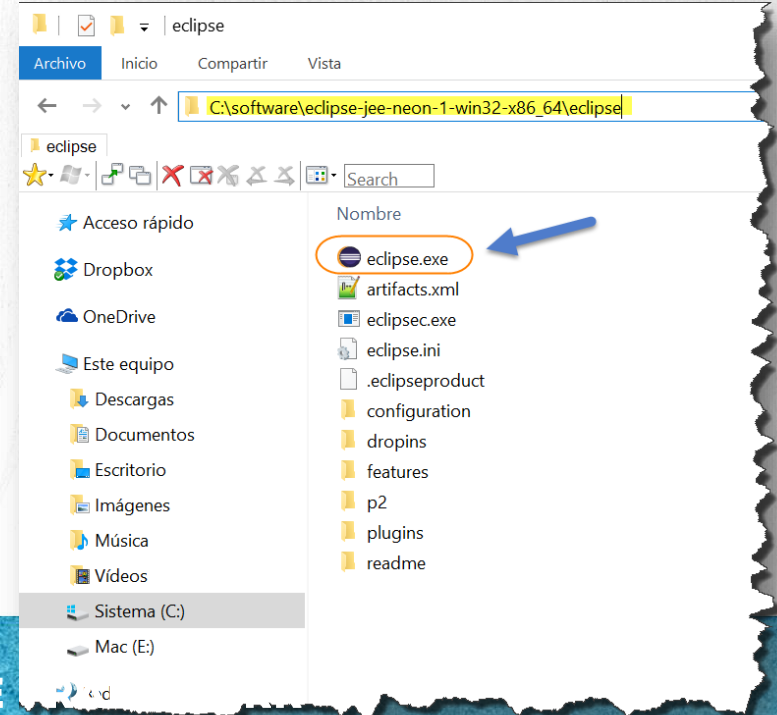 eclipse
Archivo Inicio Compartir Vista
C:\software\eclipse-jee-neon-1-win32-x86_64\eclipse
eclipse
Search
Nombre
Acceso rápido
Dropbox
OneDrive
Este equipo
Descargas
Documentos
Escritorio
Imágenes
Música
Vídeos
Sistema (C:)
Mac (E:)
eclipse.exe
artifacts.xml
eclipsec.exe
eclipse.ini
.eclipseproduct
configuration
dropins
features
p2
plugins
readme